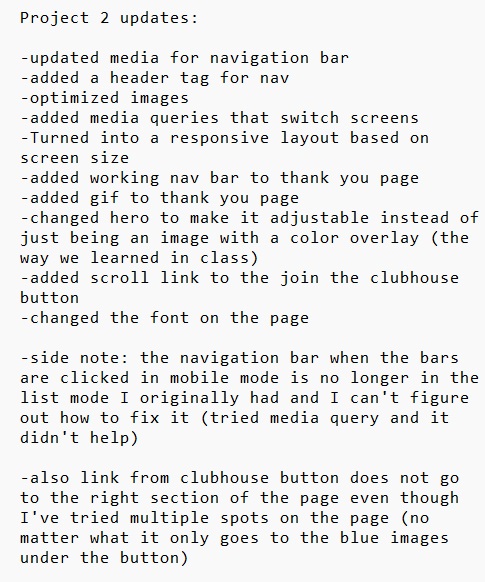 Project 2 updates:
-updated media for navigation bar
-added a header tag for nav
-optimized images
-added media queries that switch screens
-Turned into a responsive layout based on
screen size
-added working nav bar to thank you page
-added gif to thank you page
-changed hero to make it adjustable instead of
just being an image with a color overlay (the
way we learned in class)
-added scroll link to the join the clubhouse
button
-changed the font on the page
-side note: the navigation bar when the bars
are clicked in mobile mode is no longer in the
list mode I originally had and I can't figure
out how to fix it (tried media query and it
didn't help)
-also link from clubhouse button does not go
to the right section of the page even though
I've tried multiple spots on the page (no
matter what it only goes to the blue images
under the button)